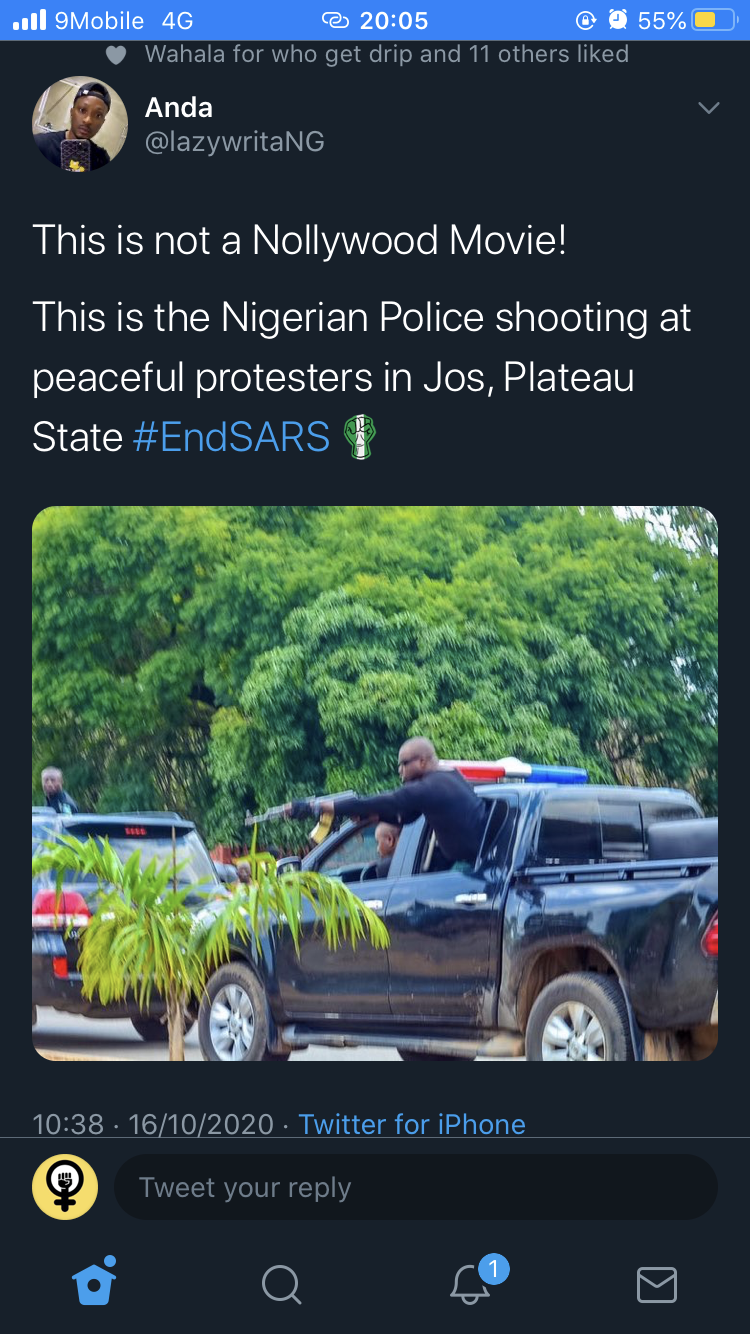 9Mobile 4G 20:05 55%
Wahala for who get drip and 11 others liked
Anda
@lazywritaNG
This is not a Nollywood Movie!
This is the Nigerian Police shooting at
peaceful protesters in Jos, Plateau
State #EndSARS
10:38 · 16/10/2020 · Twitter for iPhone
Tweet your reply
1